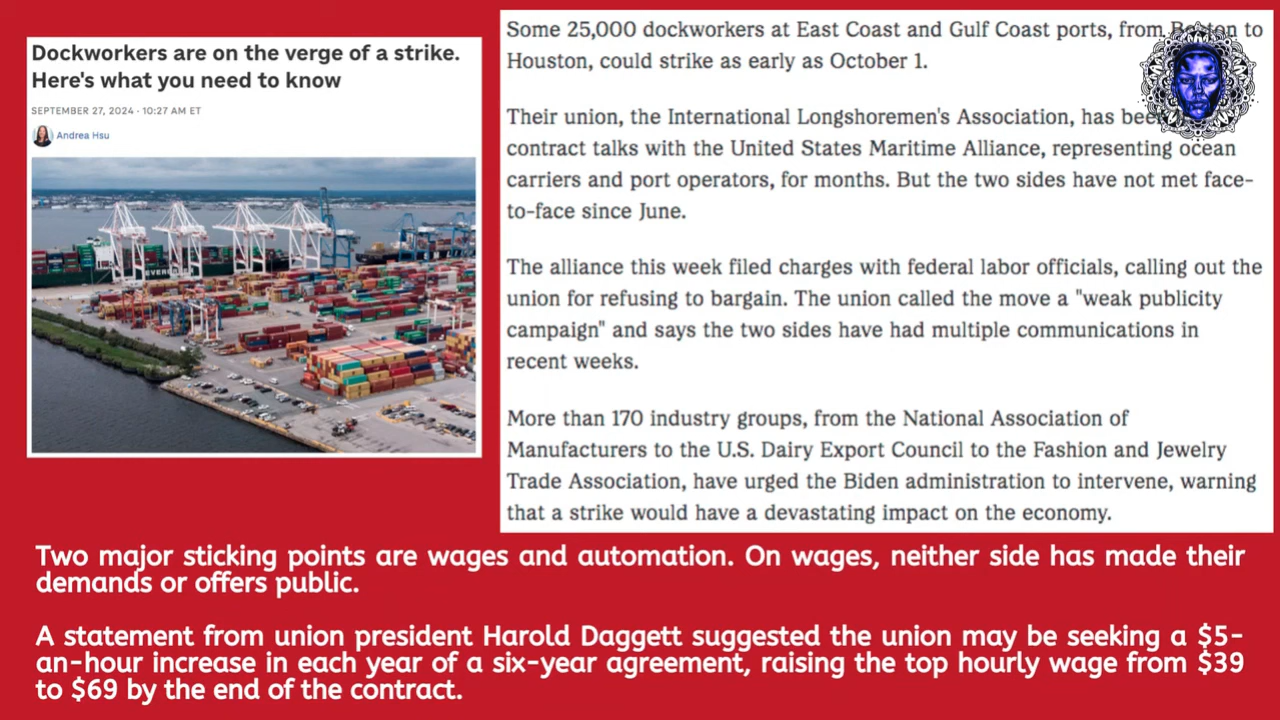 Dockworkers are on the verge of a strike.
Here's what you need to know
SEPTEMBER 27, 2024 · 10:27 AM ET
Andrea Hsu
EVERGREEN
Some 25,000 dockworkers at East Coast and Gulf Coast ports, from Boston to
Houston, could strike as early as October 1.
Their union, the International Longshoremen's Association, has been
contract talks with the United States Maritime Alliance, representing ocean
carriers and port operators, for months. But the two sides have not met face-
to-face since June.
The alliance this week filed charges with federal labor officials, calling out the
union for refusing to bargain. The union called the move a "weak publicity
campaign" and says the two sides have had multiple communications in
recent weeks.
More than 170 industry groups, from the National Association of
Manufacturers to the U.S. Dairy Export Council to the Fashion and Jewelry
Trade Association, have urged the Biden administration to intervene, warning
that a strike would have a devastating impact on the economy.
Two major sticking points are wages and automation. On wages, neither side has made their
demands or offers public.
A statement from union president Harold Daggett suggested the union may be seeking a $5-
an-hour increase in each year of a six-year agreement, raising the top hourly wage from $39
to $69 by the end of the contract.